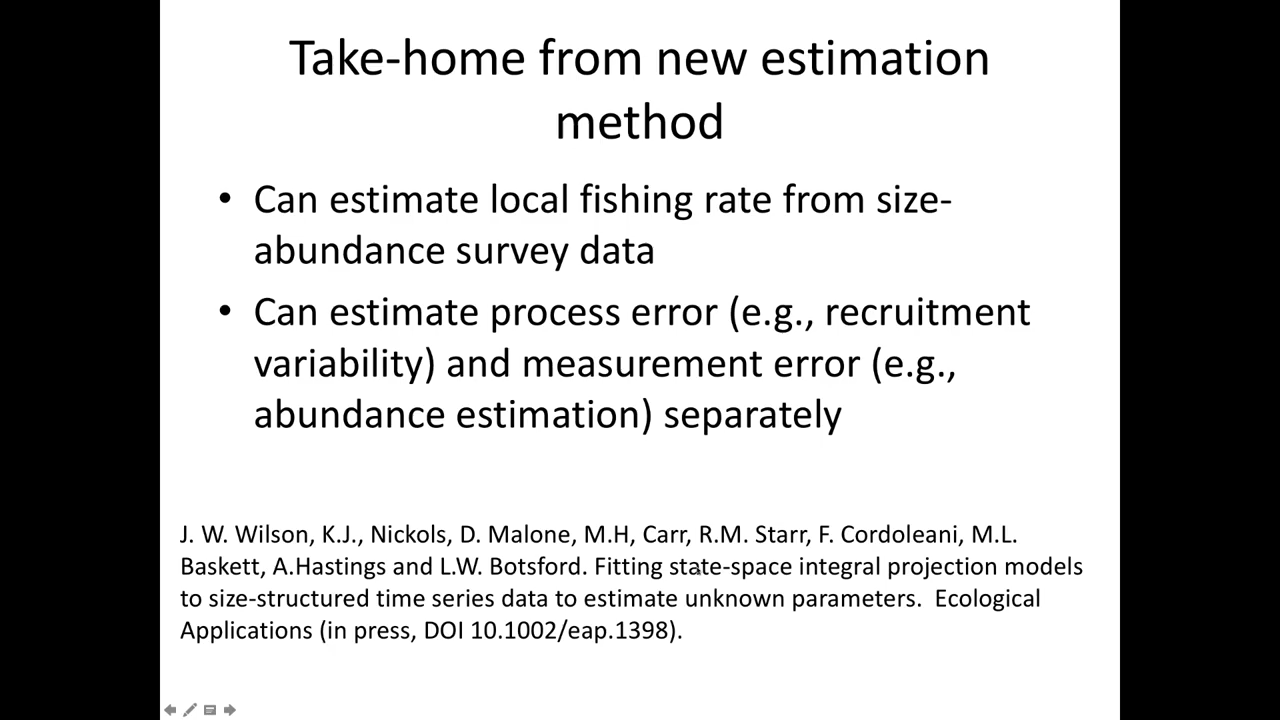 Take-home from new estimation
method
• Can estimate local fishing rate from size-
abundance survey data
• Can estimate process error (e.g., recruitment
variability) and measurement error (e.g.,
abundance estimation) separately
J. W. Wilson, K.J., Nickols, D. Malone, M.H, Carr, R.M. Starr, F. Cordoleani, M.L.
Baskett, A.Hastings and L.W. Botsford. Fitting state-space integral projection models
to size-structured time series data to estimate unknown parameters.  Ecological
Applications (in press, DOI 10.1002/eap.1398).